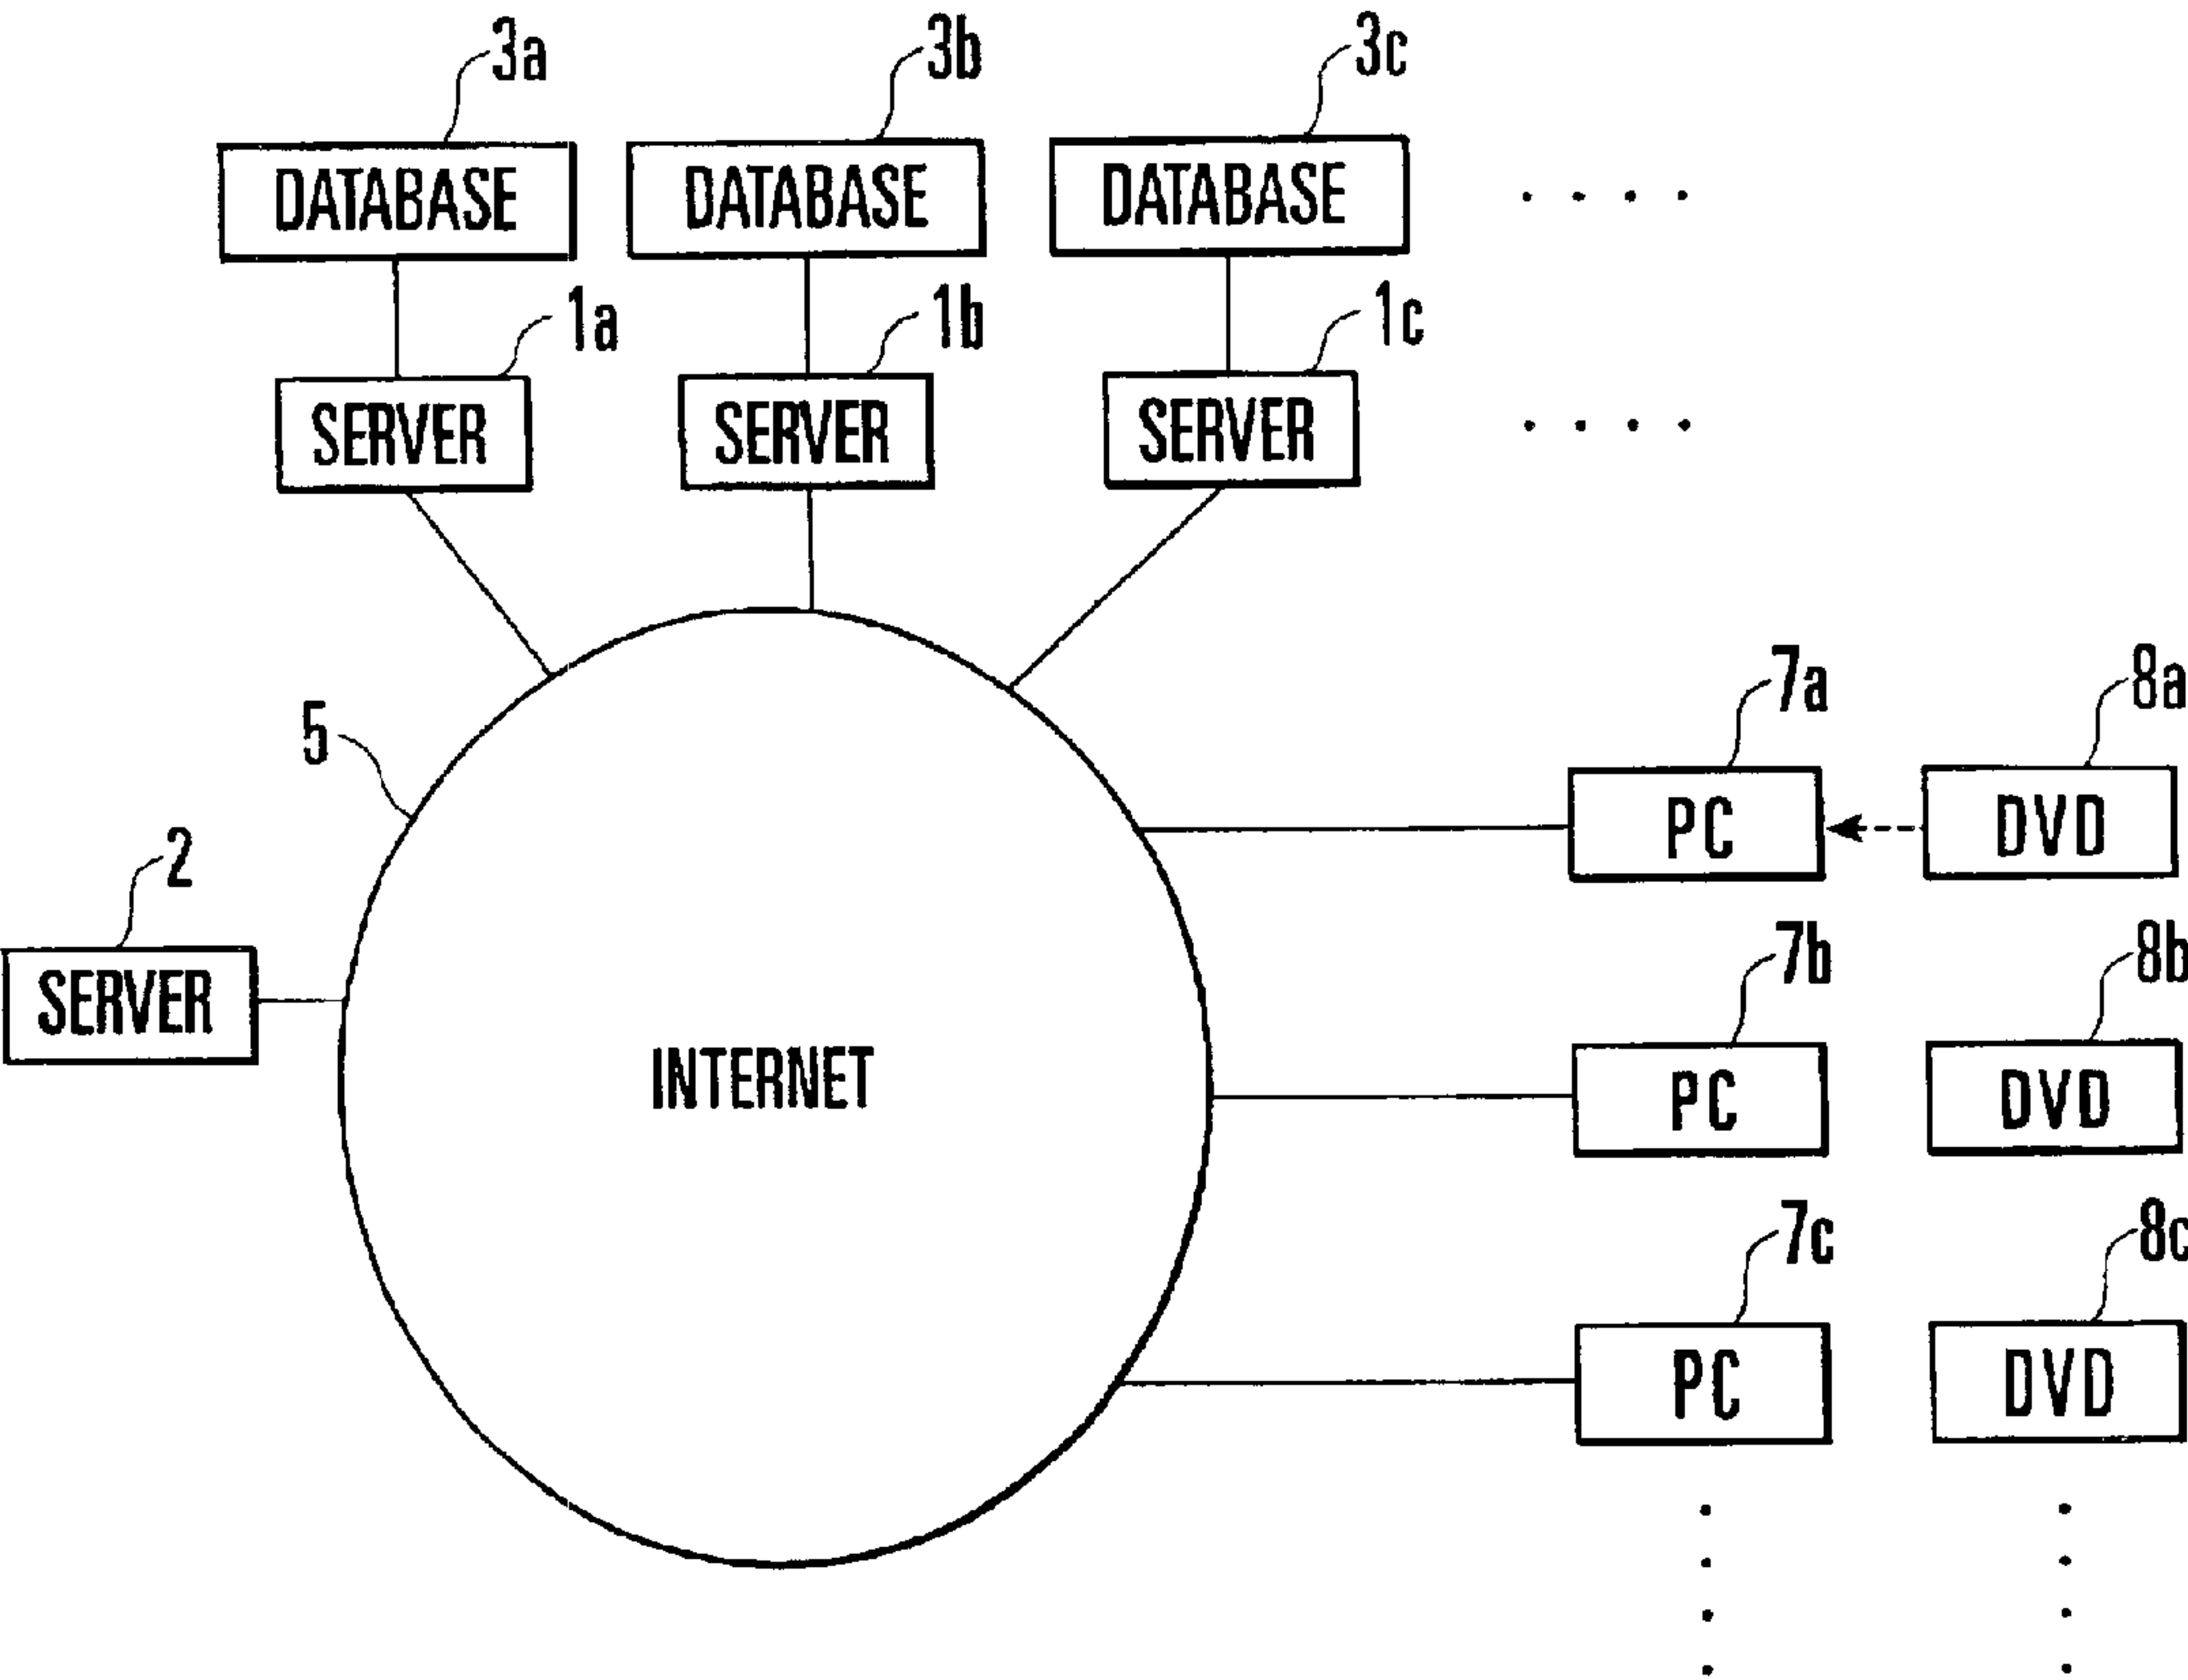 3a 3b 3c
DATABASE DATABASE DATABASE
1a 1b 1c
SERVER SERVER SERVER
5
7a 8a
PC DVD
2
SERVER
7b 8b
INTERNET
PC DVD
7c 8c
PC DVD